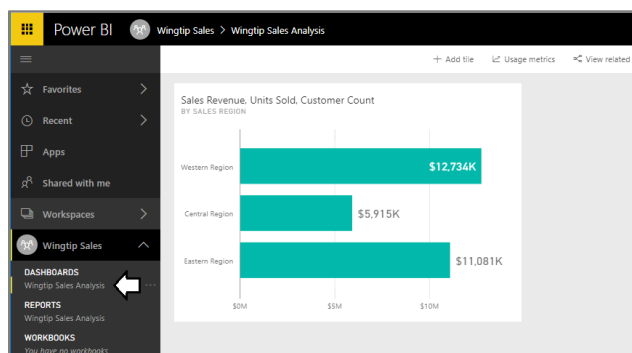 Power BI
Wingtip Sales > Wingtip Sales Analysis
+ Add tile
Usage metrics
View related
Favorites
Recent
Apps
Shared with me
Workspaces
Wingtip Sales
DASHBOARDS
Wingtip Sales Analysis
REPORTS
Wingtip Sales Analysis
WORKBOOKS
You have no workbooks
Sales Revenue, Units Sold, Customer Count
BY SALES REGION
Western Region $12,734K
Central Region $5,915K
Eastern Region $11,081K
$0M $5M $10M